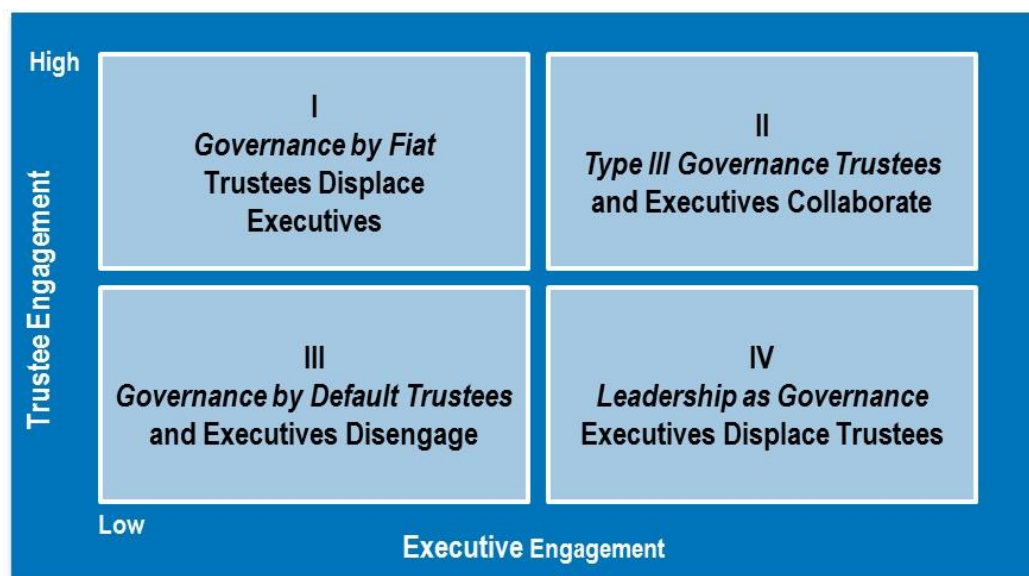 High
I
Governance by Fiat
Trustees Displace
Executives
II
Type III Governance Trustees
and Executives Collaborate
Trustee Engagement
III
Governance by Default Trustees
and Executives Disengage
IV
Leadership as Governance
Executives Displace Trustees
Low
Executive Engagement